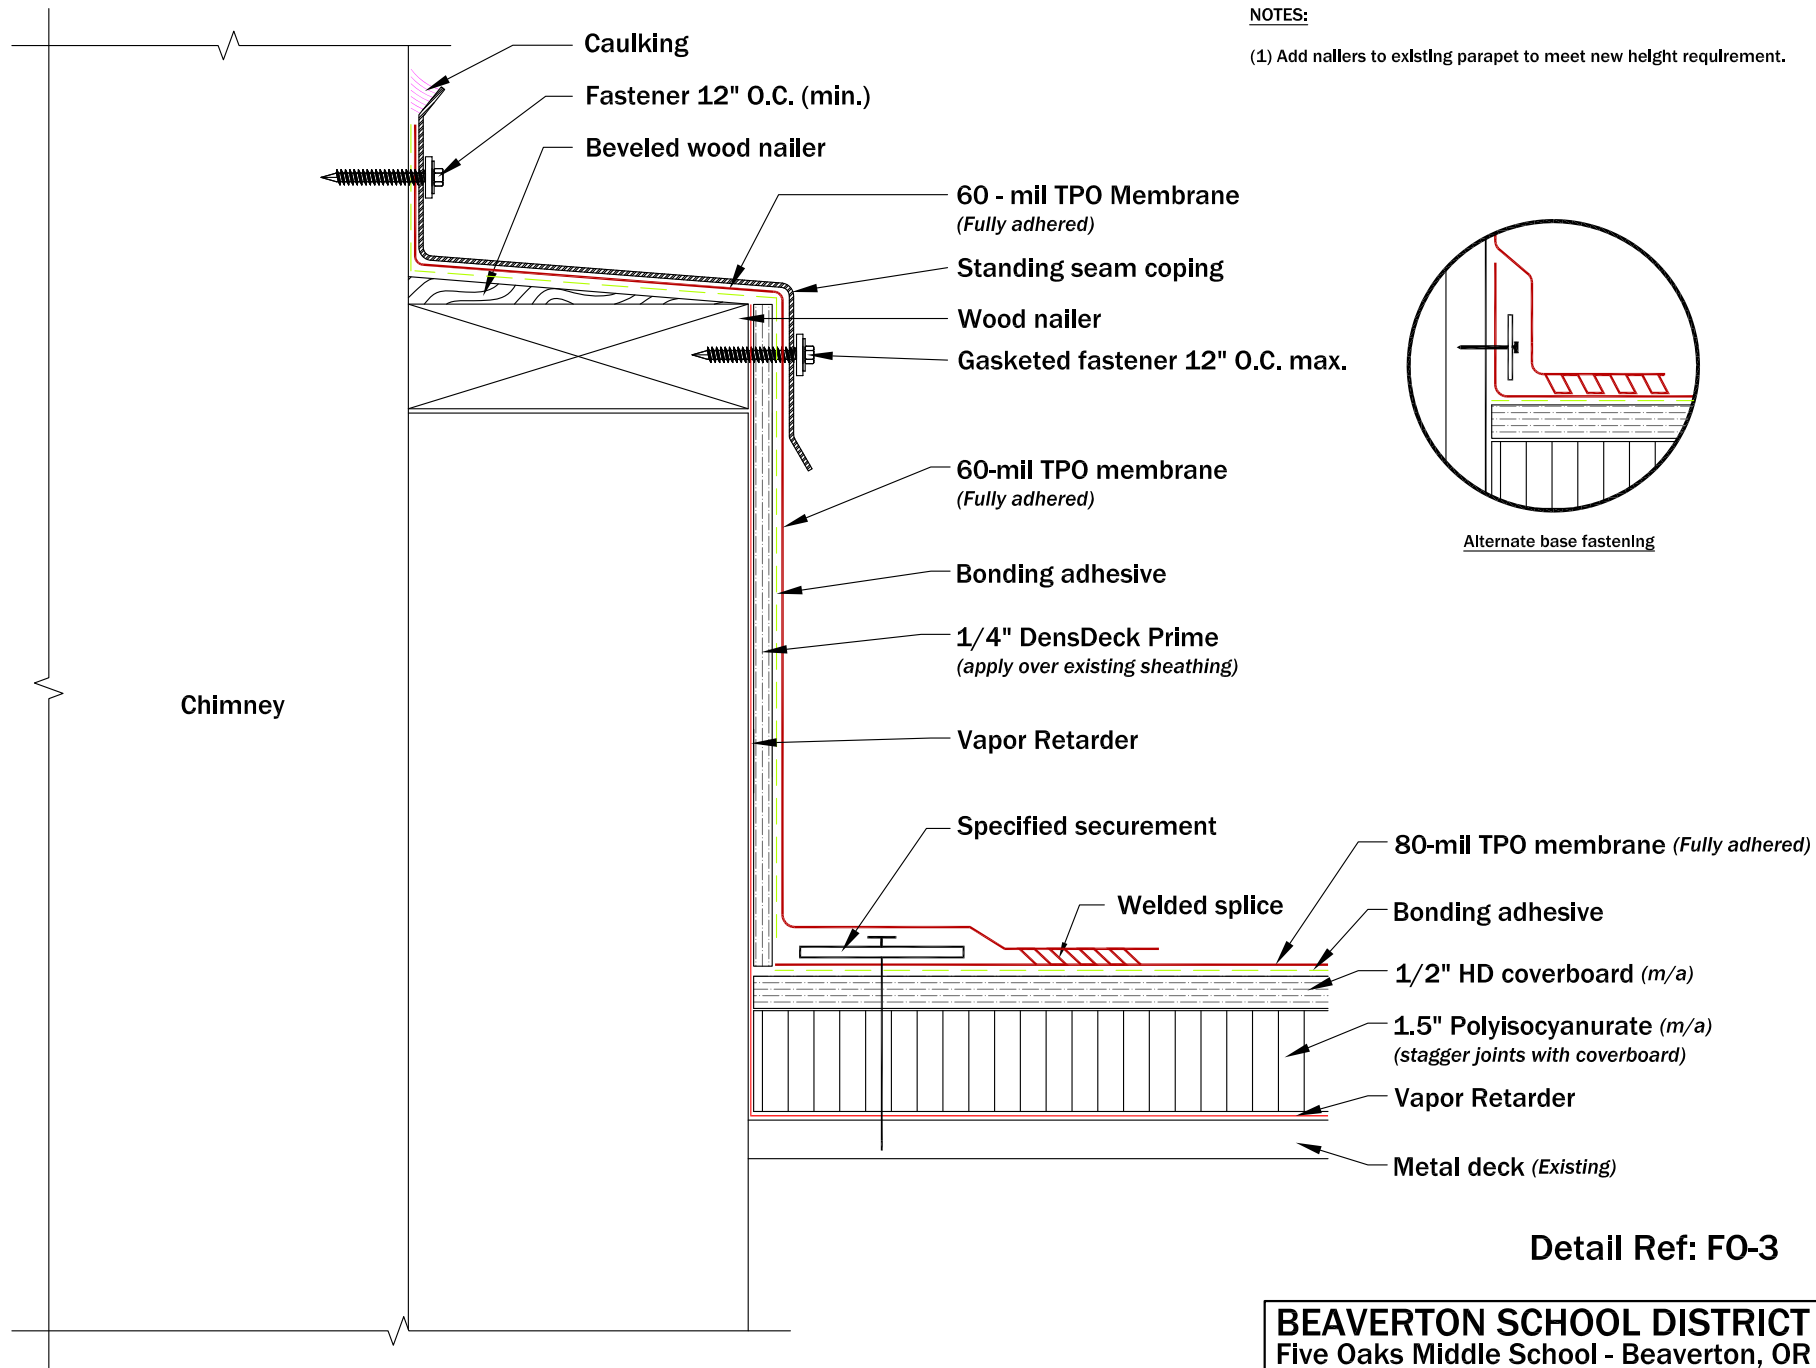 NOTES:
(1) Add nailers to existing parapet to meet new height requirement.
Caulking
Fastener 12" O.C. (min.)
Beveled wood nailer
60 - mil TPO Membrane
(Fully adhered)
Standing seam coping
Wood nailer
Gasketed fastener 12" O.C. max.
60-mil TPO membrane
(Fully adhered)
Alternate base fastening
Bonding adhesive
1/4" DensDeck Prime
(apply over existing sheathing)
Chimney
Vapor Retarder
Specified securement
80-mil TPO membrane (Fully adhered)
Welded splice
Bonding adhesive
1/2" HD coverboard (m/a)
1.5" Polyisocyanurate (m/a)
(stagger joints with coverboard)
Vapor Retarder
Metal deck (Existing)
Detail Ref: FO-3
BEAVERTON SCHOOL DISTRICT
Five Oaks Middle School - Beaverton, OR